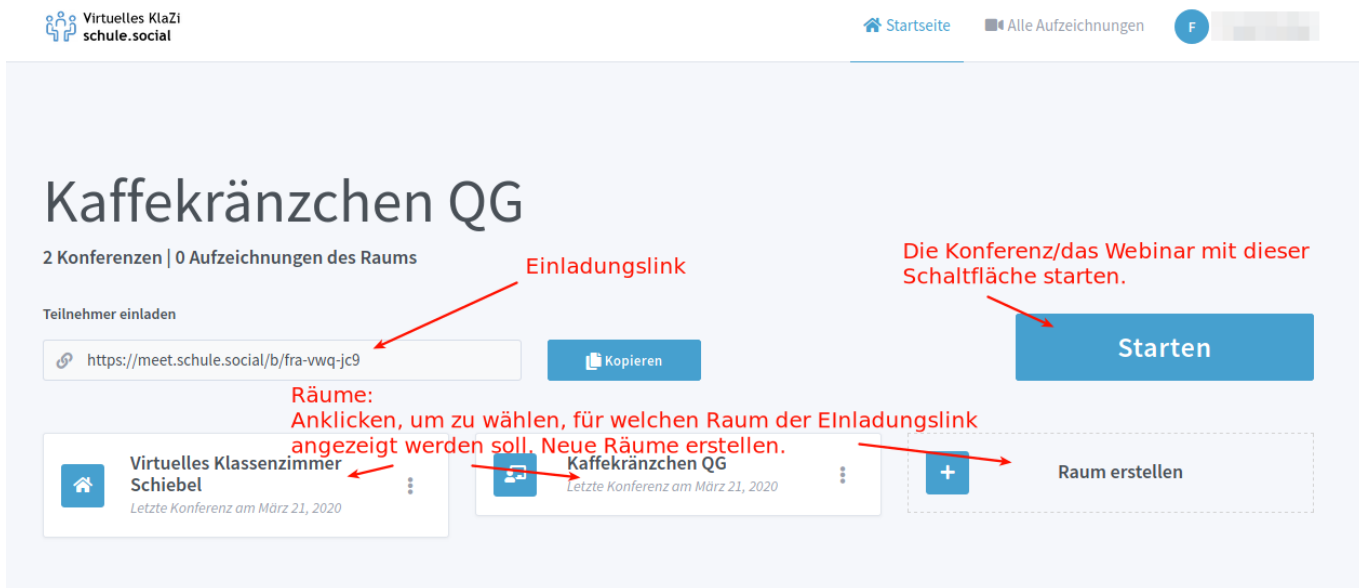 Virtuelles KlaZi
schule.social
Startseite
Alle Aufzeichnungen
F
Kaffekränzchen QG
2 Konferenzen | 0 Aufzeichnungen des Raums
Einladungslink
Die Konferenz/das Webinar mit dieser
Schaltfläche starten.
Teilnehmer einladen
https://meet.schule.social/b/fra-vwq-jc9
Kopieren
Starten
Räume:
Anklicken, um zu wählen, für welchen Raum der EInladungslink
angezeigt werden soll. Neue Räume erstellen.
Virtuelles Klassenzimmer
Schiebel
Letzte Konferenz am März 21, 2020
Kaffekränzchen QG
Letzte Konferenz am März 21, 2020
Raum erstellen